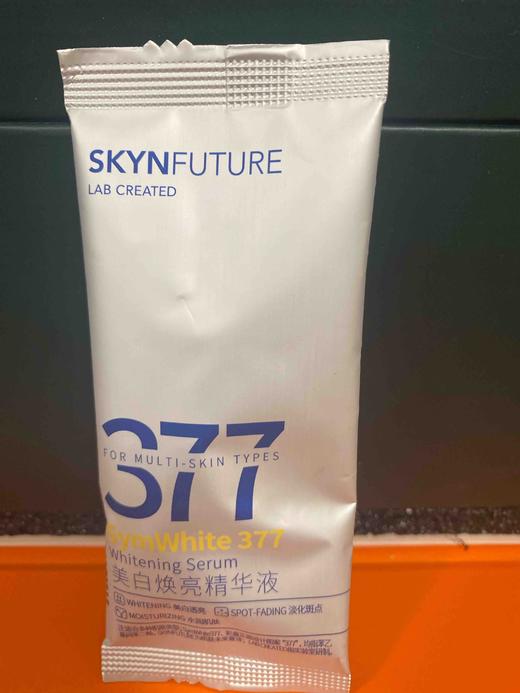 SKYNFUTURE
LAB CREATED
377
FOR MULTI-SKIN TYPES
SymWhite 377
Whitening Serum
美白焕亮精华液
WHITENING 美白透亮 SPOT-FADING 淡化斑点
MOISTURIZING 水润肌肤